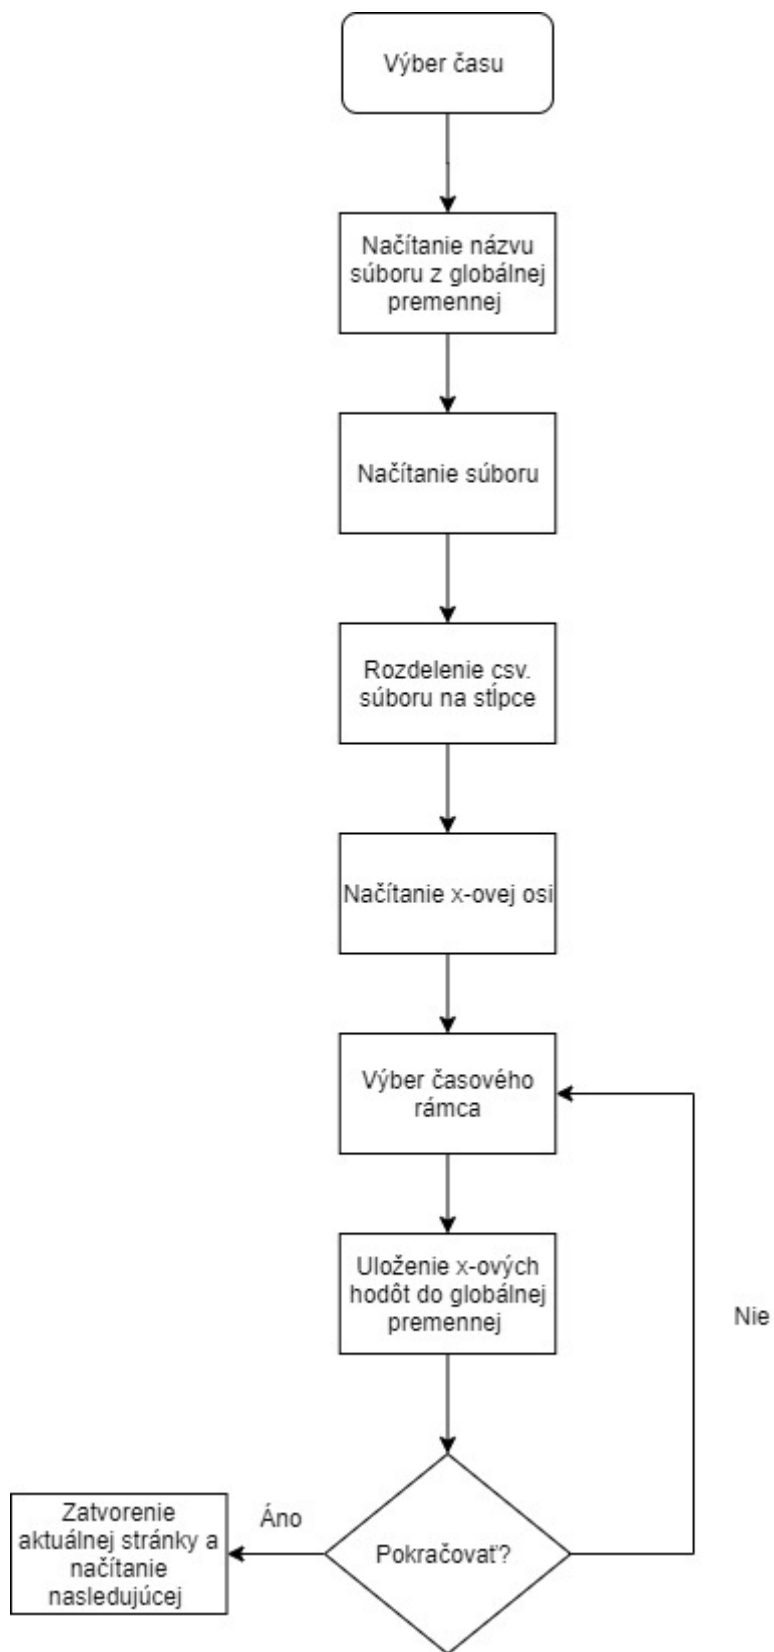 Výber času
Načítanie názvu
súboru z globálnej
premennej
Načítanie súboru
Rozdelenie csv.
súboru na stĺpce
Načítanie x-ovej osi
Výber časového
rámca
Uloženie x-ových
hodôt do globálnej
premennej
Nie
Pokračovať?
Áno
Zatvorenie
aktuálnej stránky a
načítanie
nasledujúcej